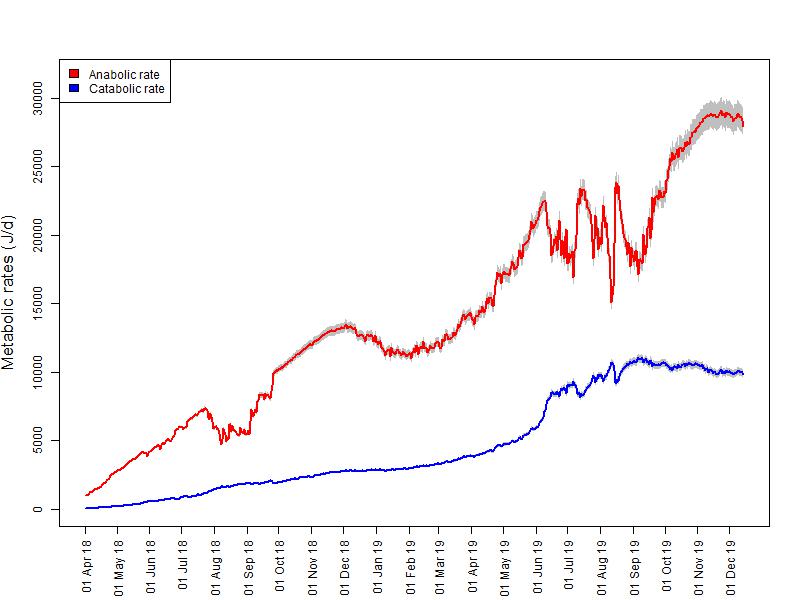 Anabolic rate
Catabolic rate
Metabolic rates (J/d)
30000
25000
20000
15000
10000
5000
0
01 Apr 18
01 May 18
01 Jun 18
01 Jul 18
01 Aug 18
01 Sep 18
01 Oct 18
01 Nov 18
01 Dec 18
01 Jan 19
01 Feb 19
01 Mar 19
01 Apr 19
01 May 19
01 Jun 19
01 Jul 19
01 Aug 19
01 Sep 19
01 Oct 19
01 Nov 19
01 Dec 19